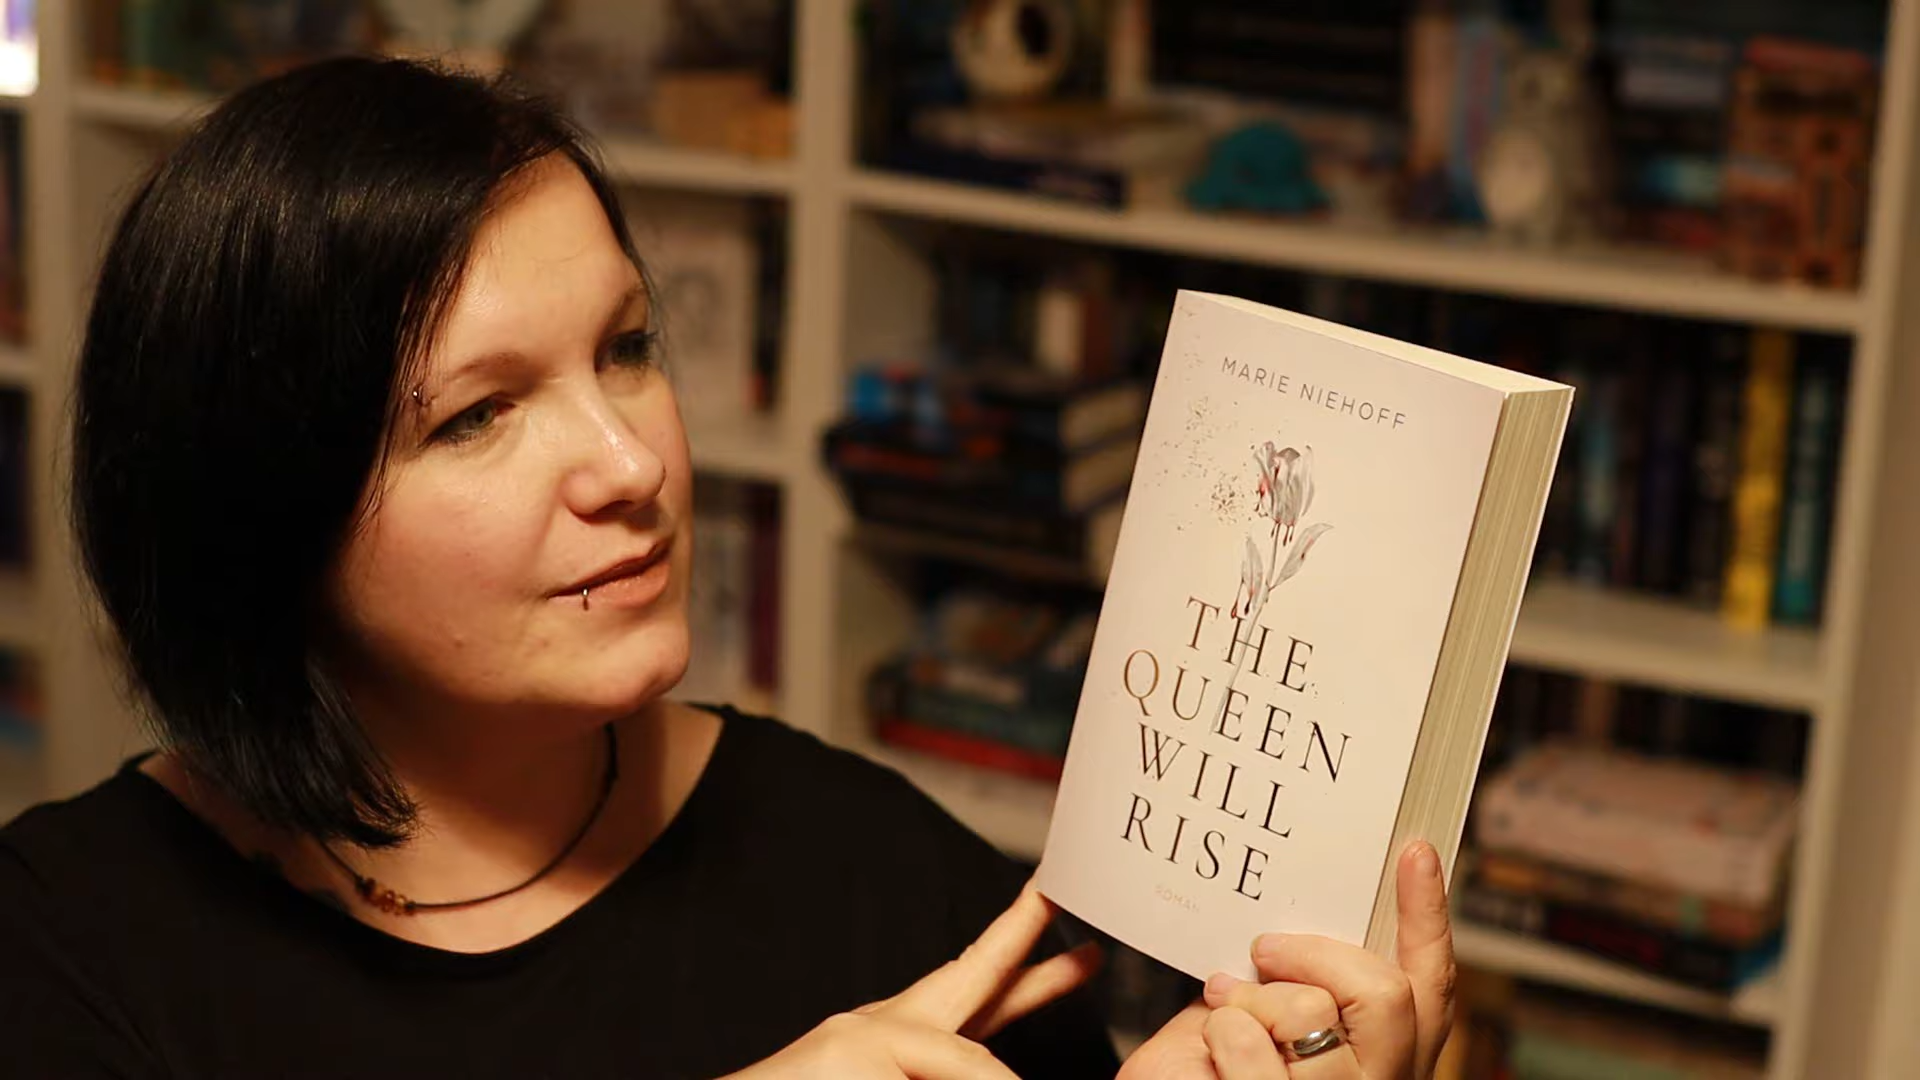 MARIE NIEHOFF
THE
QUEEN
WILL
RISE
ROMAN